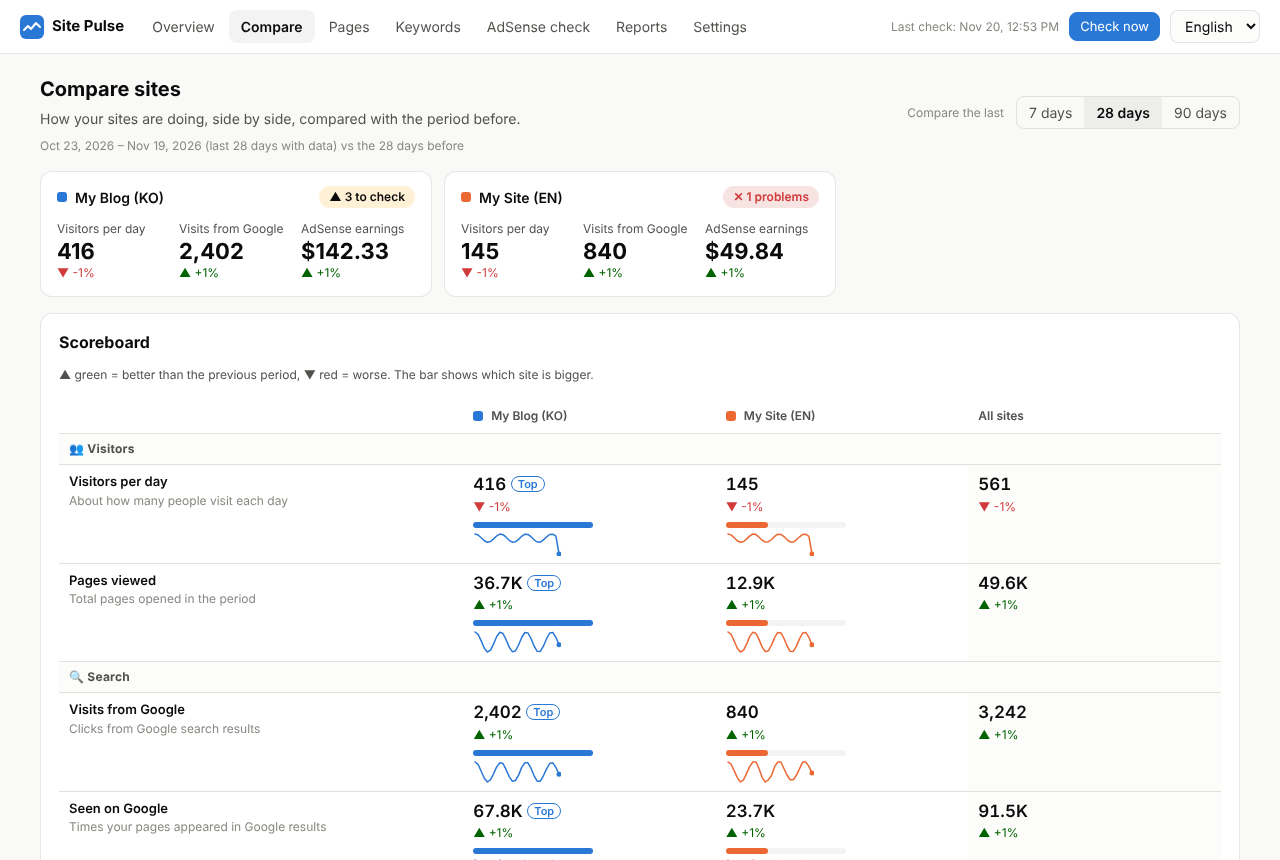 Site Pulse
Overview
Compare
Pages
Keywords
AdSense check
Reports
Settings
Last check: Nov 20, 12:53 PM
Check now
English
Compare sites
How your sites are doing, side by side, compared with the period before.
Oct 23, 2026 – Nov 19, 2026 (last 28 days with data) vs the 28 days before
Compare the last
7 days
28 days
90 days
My Blog (KO)
▲ 3 to check
Visitors per day
Visits from Google
AdSense earnings
416
2,402
$142.33
▼ -1%
▲ +1%
▲ +1%
My Site (EN)
✕ 1 problems
Visitors per day
Visits from Google
AdSense earnings
145
840
$49.84
▼ -1%
▲ +1%
▲ +1%
Scoreboard
▲ green = better than the previous period, ▼ red = worse. The bar shows which site is bigger.
My Blog (KO)
My Site (EN)
All sites
👥 Visitors
Visitors per day
About how many people visit each day
416 Top
▼ -1%
145
▼ -1%
561
▼ -1%
Pages viewed
Total pages opened in the period
36.7K Top
▲ +1%
12.9K
▲ +1%
49.6K
▲ +1%
🔍 Search
Visits from Google
Clicks from Google search results
2,402 Top
▲ +1%
840
▲ +1%
3,242
▲ +1%
Seen on Google
Times your pages appeared in Google results
67.8K Top
▲ +1%
23.7K
▲ +1%
91.5K
▲ +1%